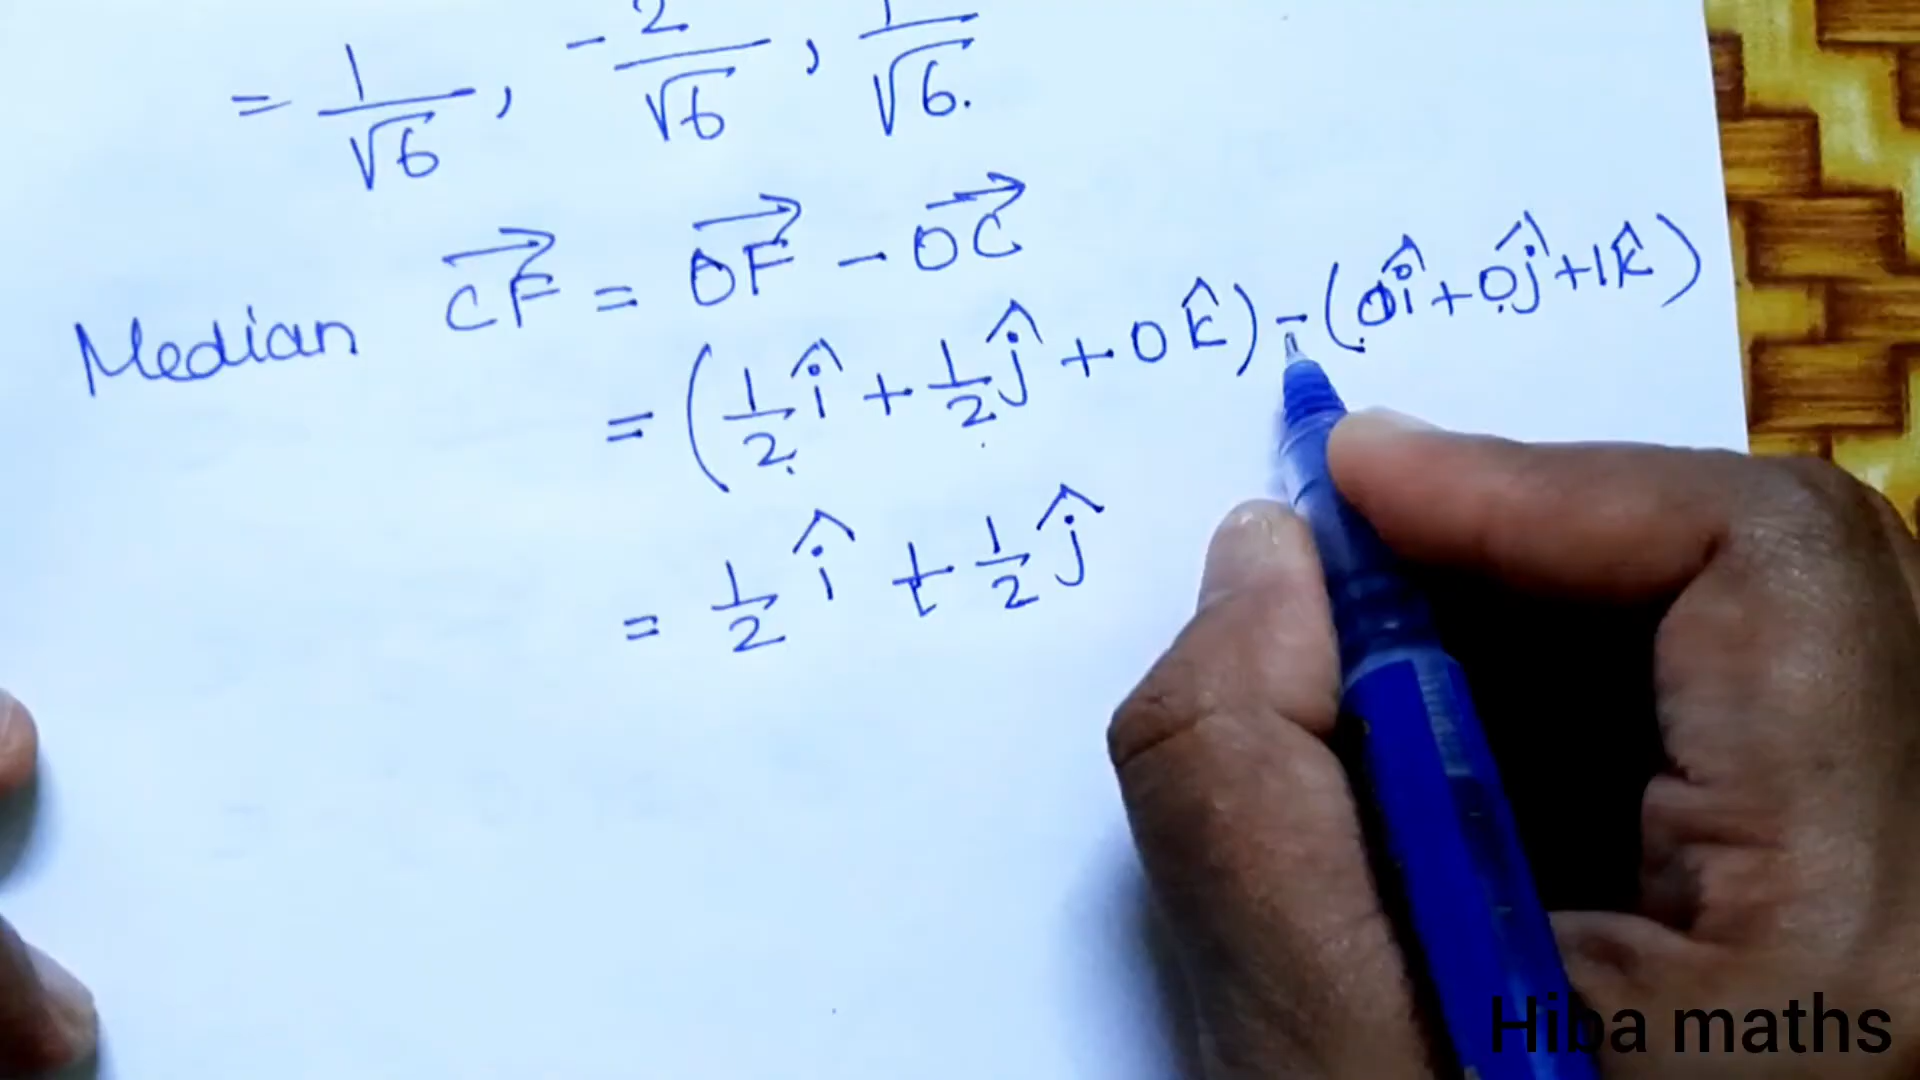 = 1/√6, -2/√6, 1/√6.
Median CF⃗ = OF⃗ - OC⃗
= (1/2 î + 1/2 ĵ + 0 k̂) - (0î + 0ĵ + 1k̂)
= 1/2 î + 1/2 ĵ
Hiba maths